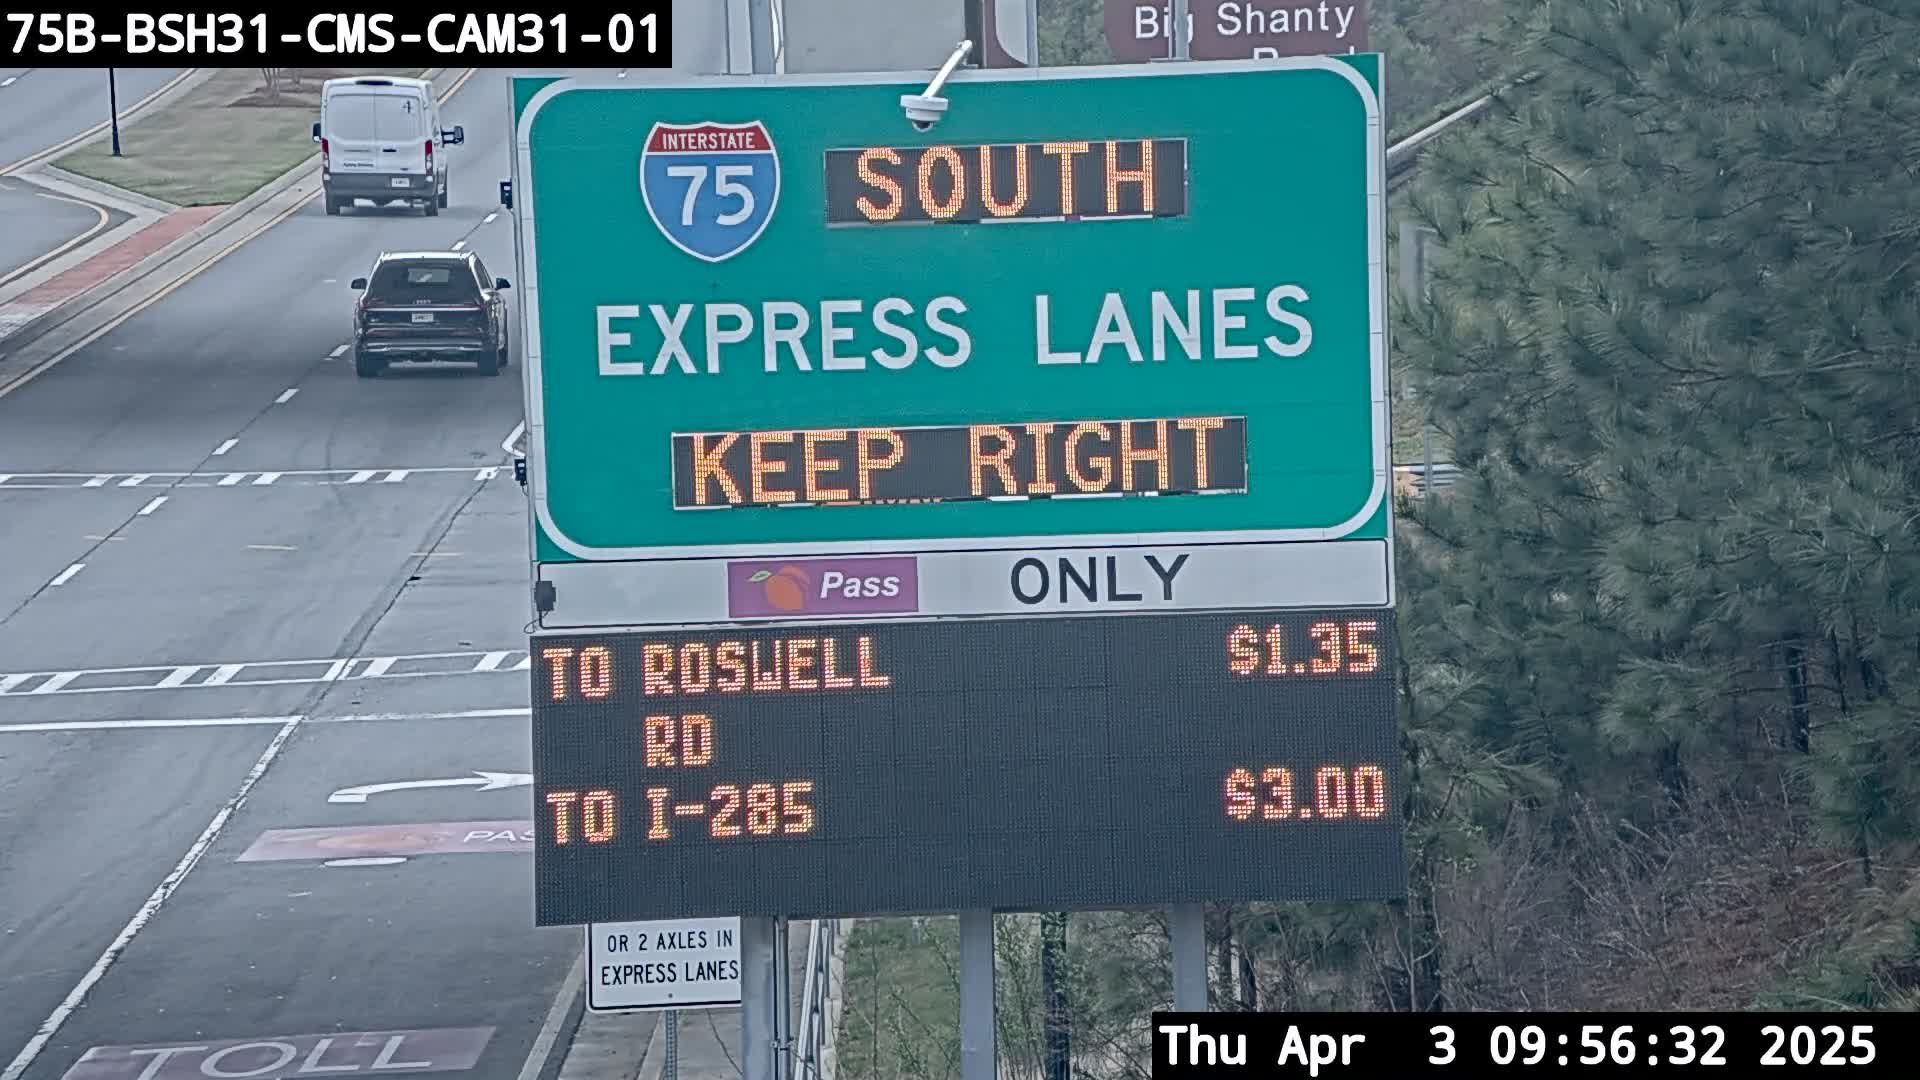 75B-BSH31-CMS-CAM31-01
Big Shanty
INTERSTATE
75
SOUTH
EXPRESS LANES
KEEP RIGHT
Pass ONLY
TO ROSWELL $1.35
RD
TO I-285 $3.00
OR 2 AXLES IN
EXPRESS LANES
TOLL
Thu Apr 3 09:56:32 2025